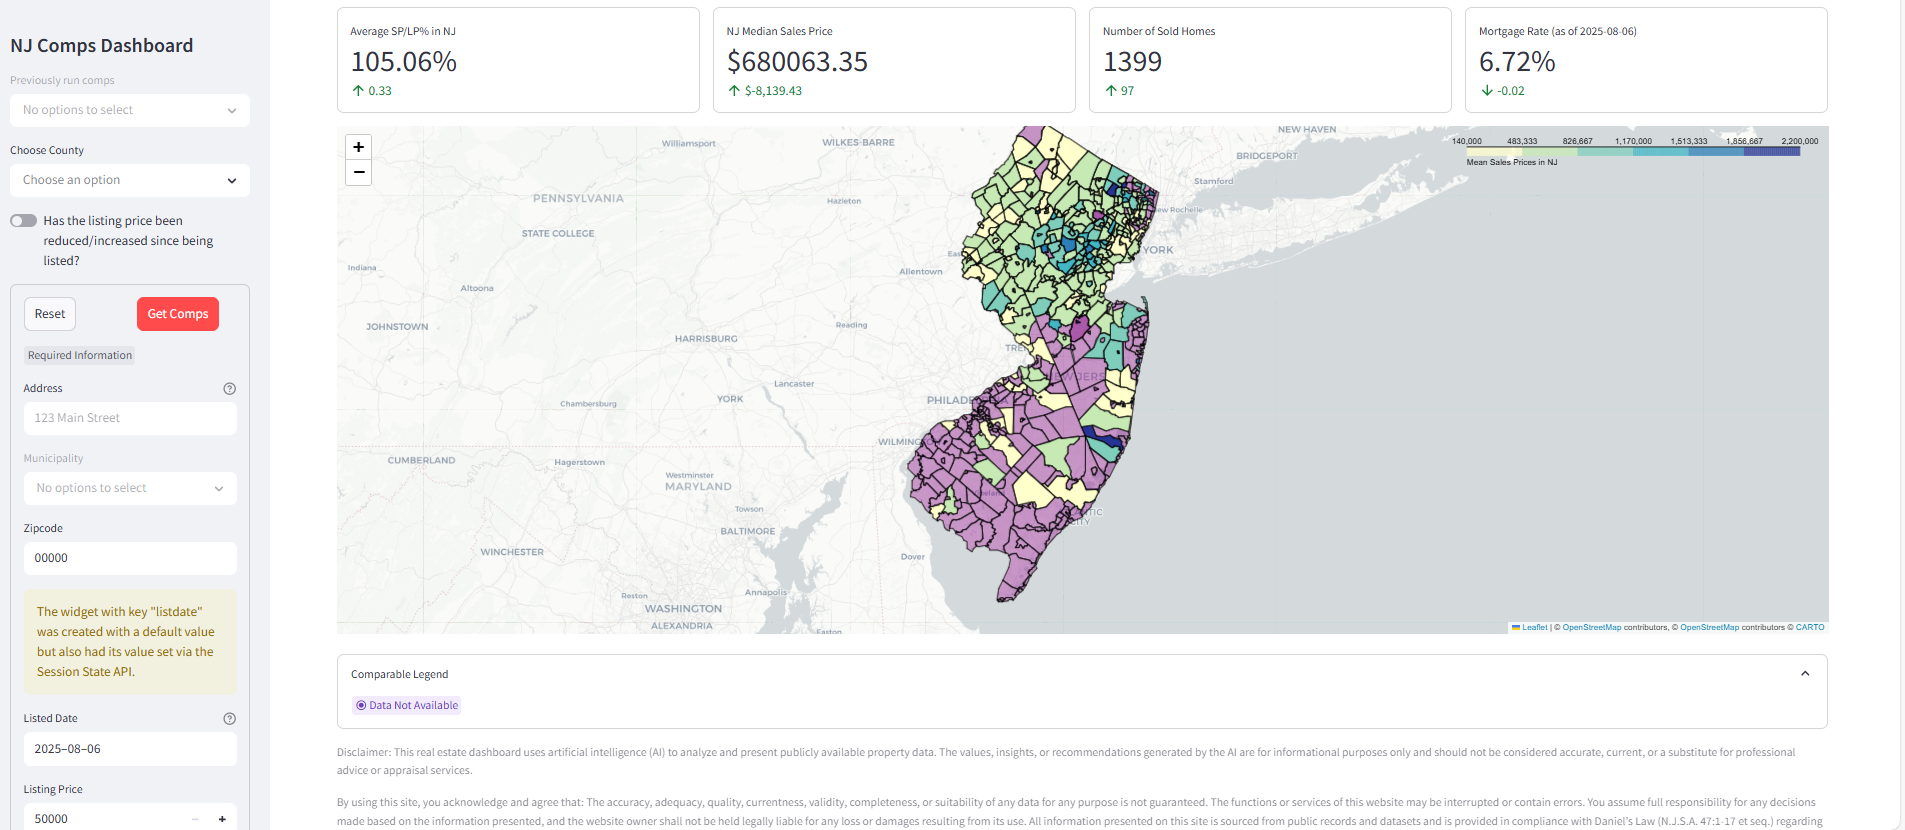 NJ Comps Dashboard
Previously run comps
No options to select
Choose County
Choose an option
Has the listing price been
reduced/increased since being
listed?
Reset
Get Comps
Required Information
Address
123 Main Street
Municipality
No options to select
Zipcode
00000
The widget with key "listdate"
was created with a default value
but also had its value set via the
Session State API.
Listed Date
2025-08-06
Listing Price
50000
− +
Average SP/LP% in NJ
105.06%
↑ 0.33
NJ Median Sales Price
$680063.35
↑ $-8,139.43
Number of Sold Homes
1399
↑ 97
Mortgage Rate (as of 2025-08-06)
6.72%
↓ -0.02
+
−
140,000 483,333 826,667 1,170,000 1,513,333 1,856,667 2,200,000
Mean Sales Prices in NJ
NEW HAVEN
Williamsport
WILKES-BARRE
BRIDGEPORT
Stamford
PENNSYLVANIA
Hazleton
ew Rochelle
STATE COLLEGE
YORK
Indiana
Allentown
Altoona
JOHNSTOWN
Reading
HARRISBURG
Lancaster
YORK
Chambersburg
PHILADE
WILMING
CUMBERLAND
Hagerstown
Westminster
MARYLAND
Towson
BALTIMORE
CITY
WINCHESTER
Dover
Annapolis
Reston
WASHINGTON
ALEXANDRIA
Easton
Leaflet | © OpenStreetMap contributors, © OpenStreetMap contributors © CARTO
Comparable Legend
Data Not Available
Disclaimer: This real estate dashboard uses artificial intelligence (AI) to analyze and present publicly available property data. The values, insights, or recommendations generated by the AI are for informational purposes only and should not be considered accurate, current, or a substitute for professional
advice or appraisal services.
By using this site, you acknowledge and agree that: The accuracy, adequacy, quality, currentness, validity, completeness, or suitability of any data for any purpose is not guaranteed. The functions or services of this website may be interrupted or contain errors. You assume full responsibility for any decisions
made based on the information presented, and the website owner shall not be held legally liable for any loss or damages resulting from its use. All information presented on this site is sourced from public records and datasets and is provided in compliance with Daniel's Law (N.J.S.A. 47:1-17 et seq.) regarding